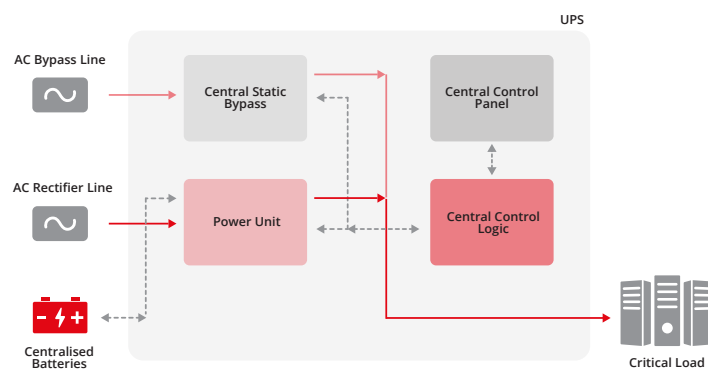 UPS
AC Bypass Line
Central Static
Bypass
Central Control
Panel
AC Rectifier Line
Power Unit
Central Control
Logic
Centralised
Batteries
Critical Load